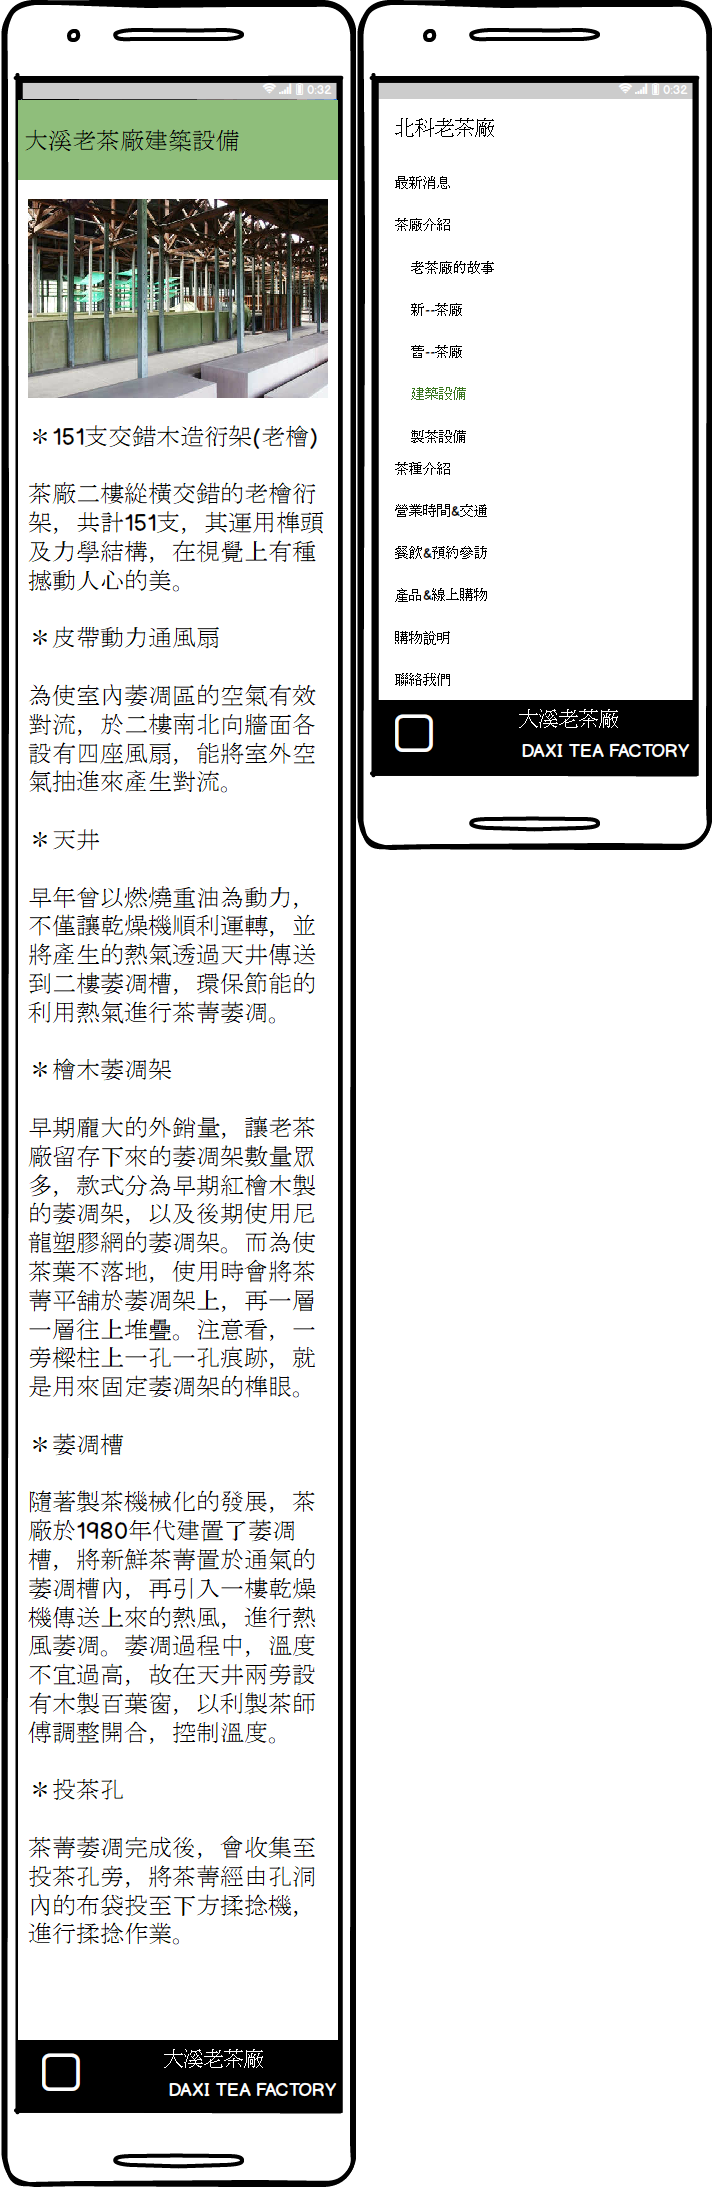 0:32
大溪老茶廠建築設備
＊151支交錯木造衍架(老檜)
茶廠二樓縱橫交錯的老檜衍
架，共計151支，其運用榫頭
及力學結構，在視覺上有種
撼動人心的美。
＊皮帶動力通風扇
為使室內萎凋區的空氣有效
對流，於二樓南北向牆面各
設有四座風扇，能將室外空
氣抽進來產生對流。
＊天井
早年曾以燃燒重油為動力，
不僅讓乾燥機順利運轉，並
將產生的熱氣透過天井傳送
到二樓萎凋槽，環保節能的
利用熱氣進行茶菁萎凋。
＊檜木萎凋架
早期龐大的外銷量，讓老茶
廠留存下來的萎凋架數量眾
多，款式分為早期紅檜木製
的萎凋架，以及後期使用尼
龍塑膠網的萎凋架。而為使
茶葉不落地，使用時會將茶
菁平舖於萎凋架上，再一層
一層往上堆疊。注意看，一
旁樑柱上一孔一孔痕跡，就
是用來固定萎凋架的榫眼。
＊萎凋槽
隨著製茶機械化的發展，茶
廠於1980年代建置了萎凋
槽，將新鮮茶菁置於通氣的
萎凋槽內，再引入一樓乾燥
機傳送上來的熱風，進行熱
風萎凋。萎凋過程中，溫度
不宜過高，故在天井兩旁設
有木製百葉窗，以利製茶師
傅調整開合，控制溫度。
＊投茶孔
茶菁萎凋完成後，會收集至
投茶孔旁，將茶菁經由孔洞
內的布袋投至下方揉捻機，
進行揉捻作業。
大溪老茶廠
DAXI TEA FACTORY
0:32
北科老茶廠
最新消息
茶廠介紹
老茶廠的故事
新--茶廠
舊--茶廠
建築設備
製茶設備
茶種介紹
營業時間&交通
餐飲&預約參訪
產品&線上購物
購物說明
聯絡我們
大溪老茶廠
DAXI TEA FACTORY